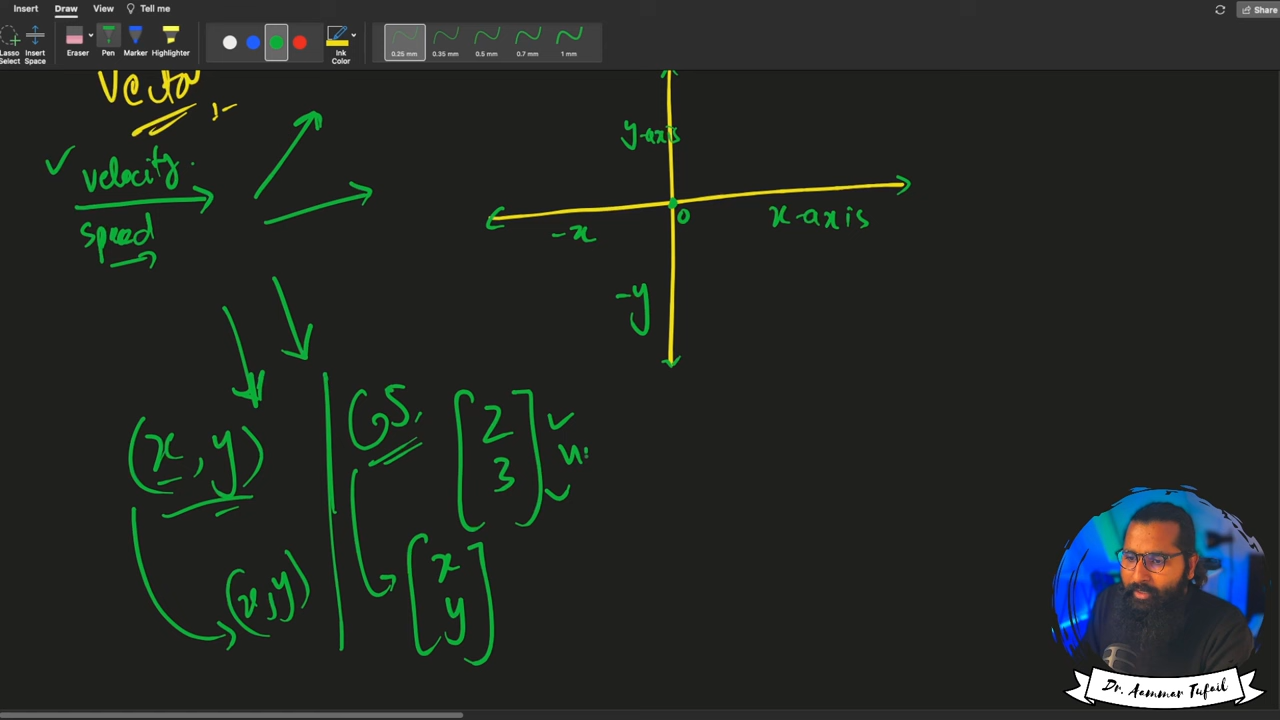 Insert Draw View Tell me
Share
Lasso Select
Insert Space
Eraser
Pen
Marker
Highlighter
Ink Color
0.25 mm
0.35 mm
0.5 mm
0.7 mm
1 mm
Vector :-
velocity.
speed
y-axis
x-axis
0
-x
-y
(x, y)
(x,y)
CS.
2
3
x
y
Dr. Aammar Tufail